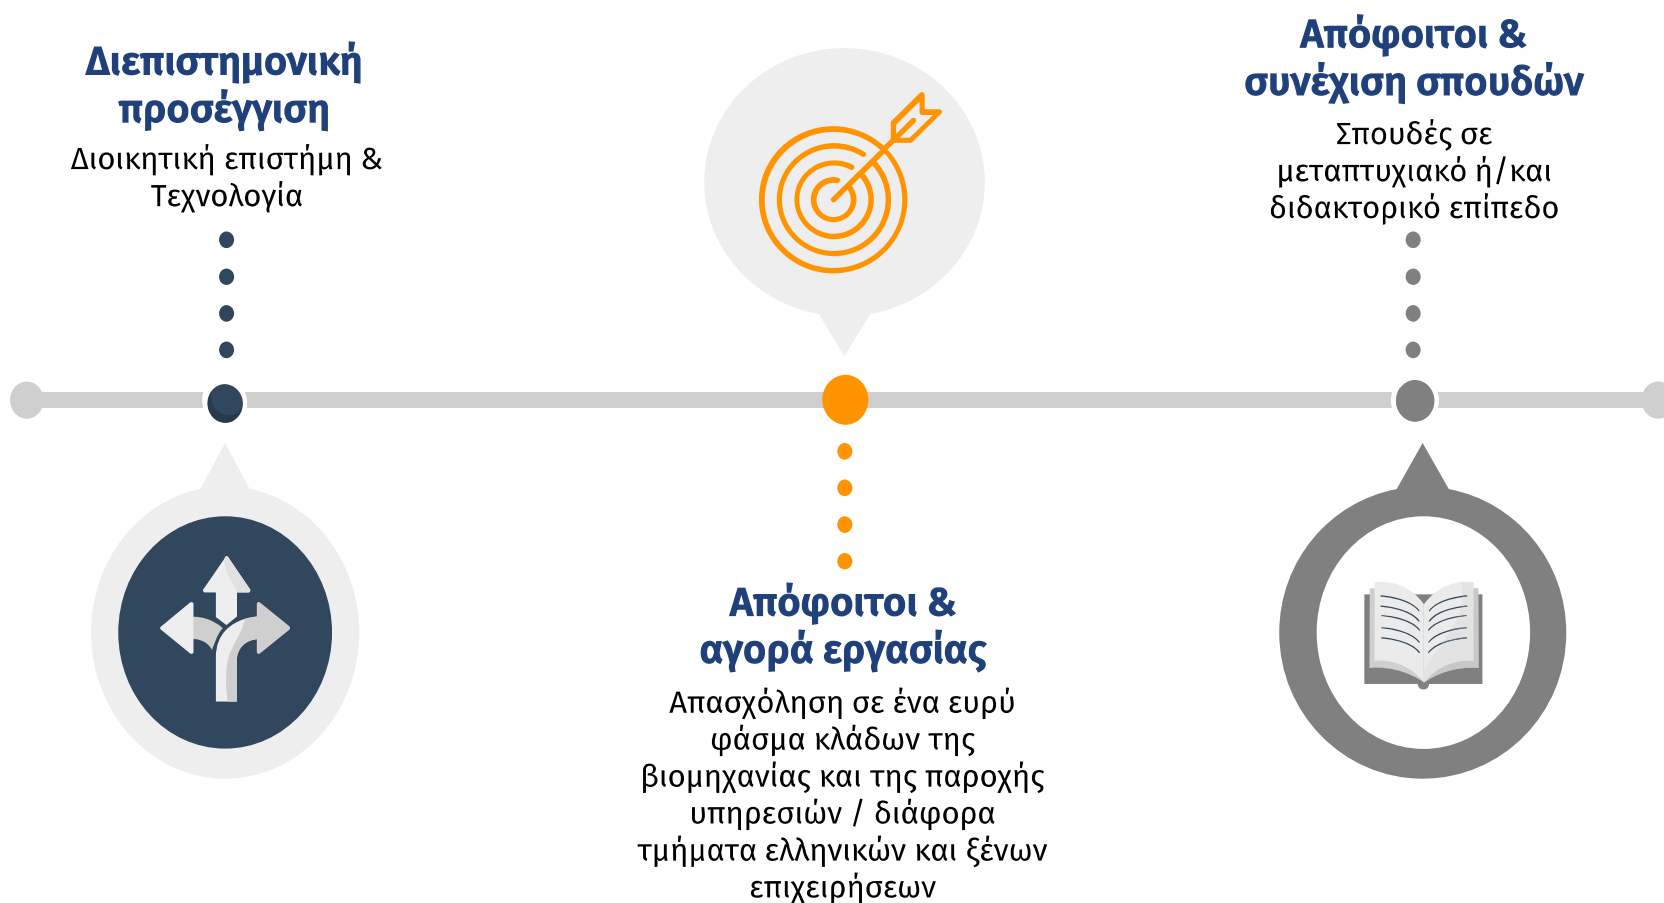 Διεπιστημονική
προσέγγιση
Διοικητική επιστήμη &
Τεχνολογία
Απόφοιτοι &
αγορά εργασίας
Απασχόληση σε ένα ευρύ
φάσμα κλάδων της
βιομηχανίας και της παροχής
υπηρεσιών / διάφορα
τμήματα ελληνικών και ξένων
επιχειρήσεων
Απόφοιτοι &
συνέχιση σπουδών
Σπουδές σε
μεταπτυχιακό ή/και
διδακτορικό επίπεδο